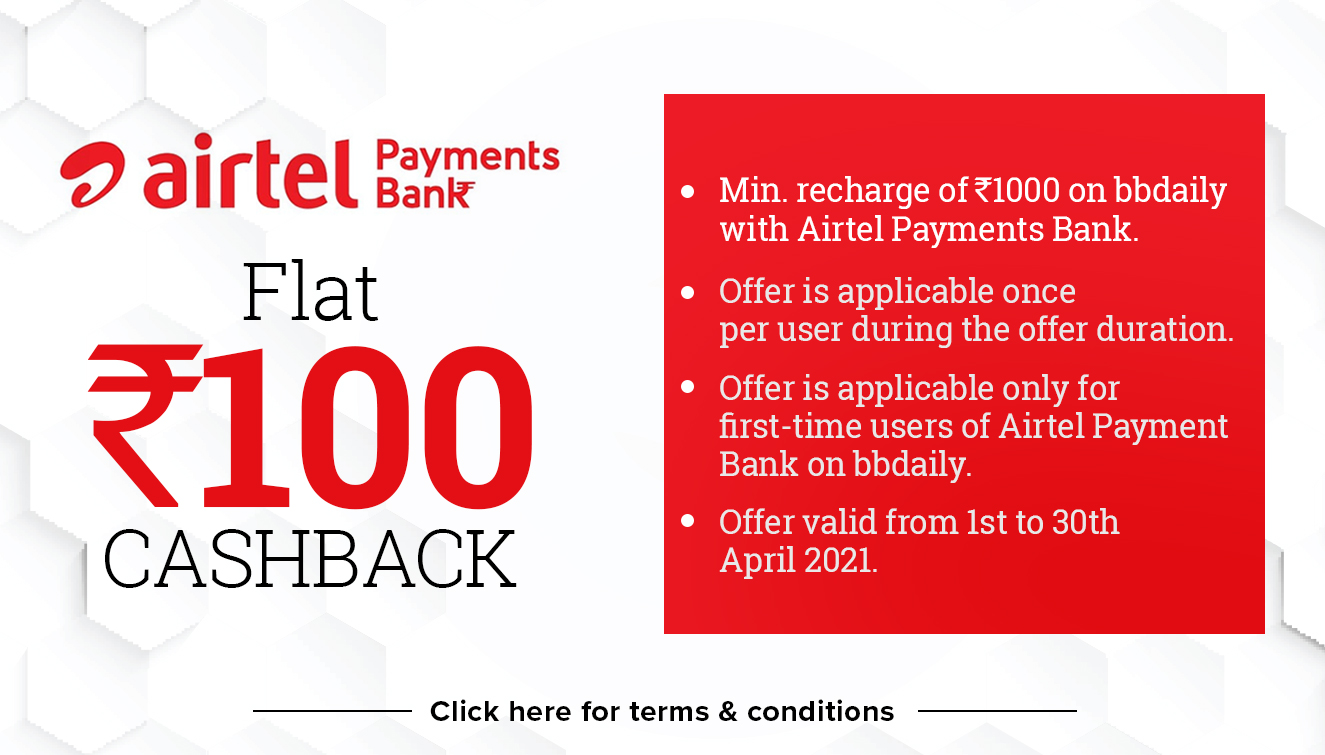 airtel Payments
Bank₹
Flat
₹100
CASHBACK
• Min. recharge of ₹1000 on bbdaily
with Airtel Payments Bank.
• Offer is applicable once
per user during the offer duration.
• Offer is applicable only for
first-time users of Airtel Payment
Bank on bbdaily.
• Offer valid from 1st to 30th
April 2021.
Click here for terms & conditions